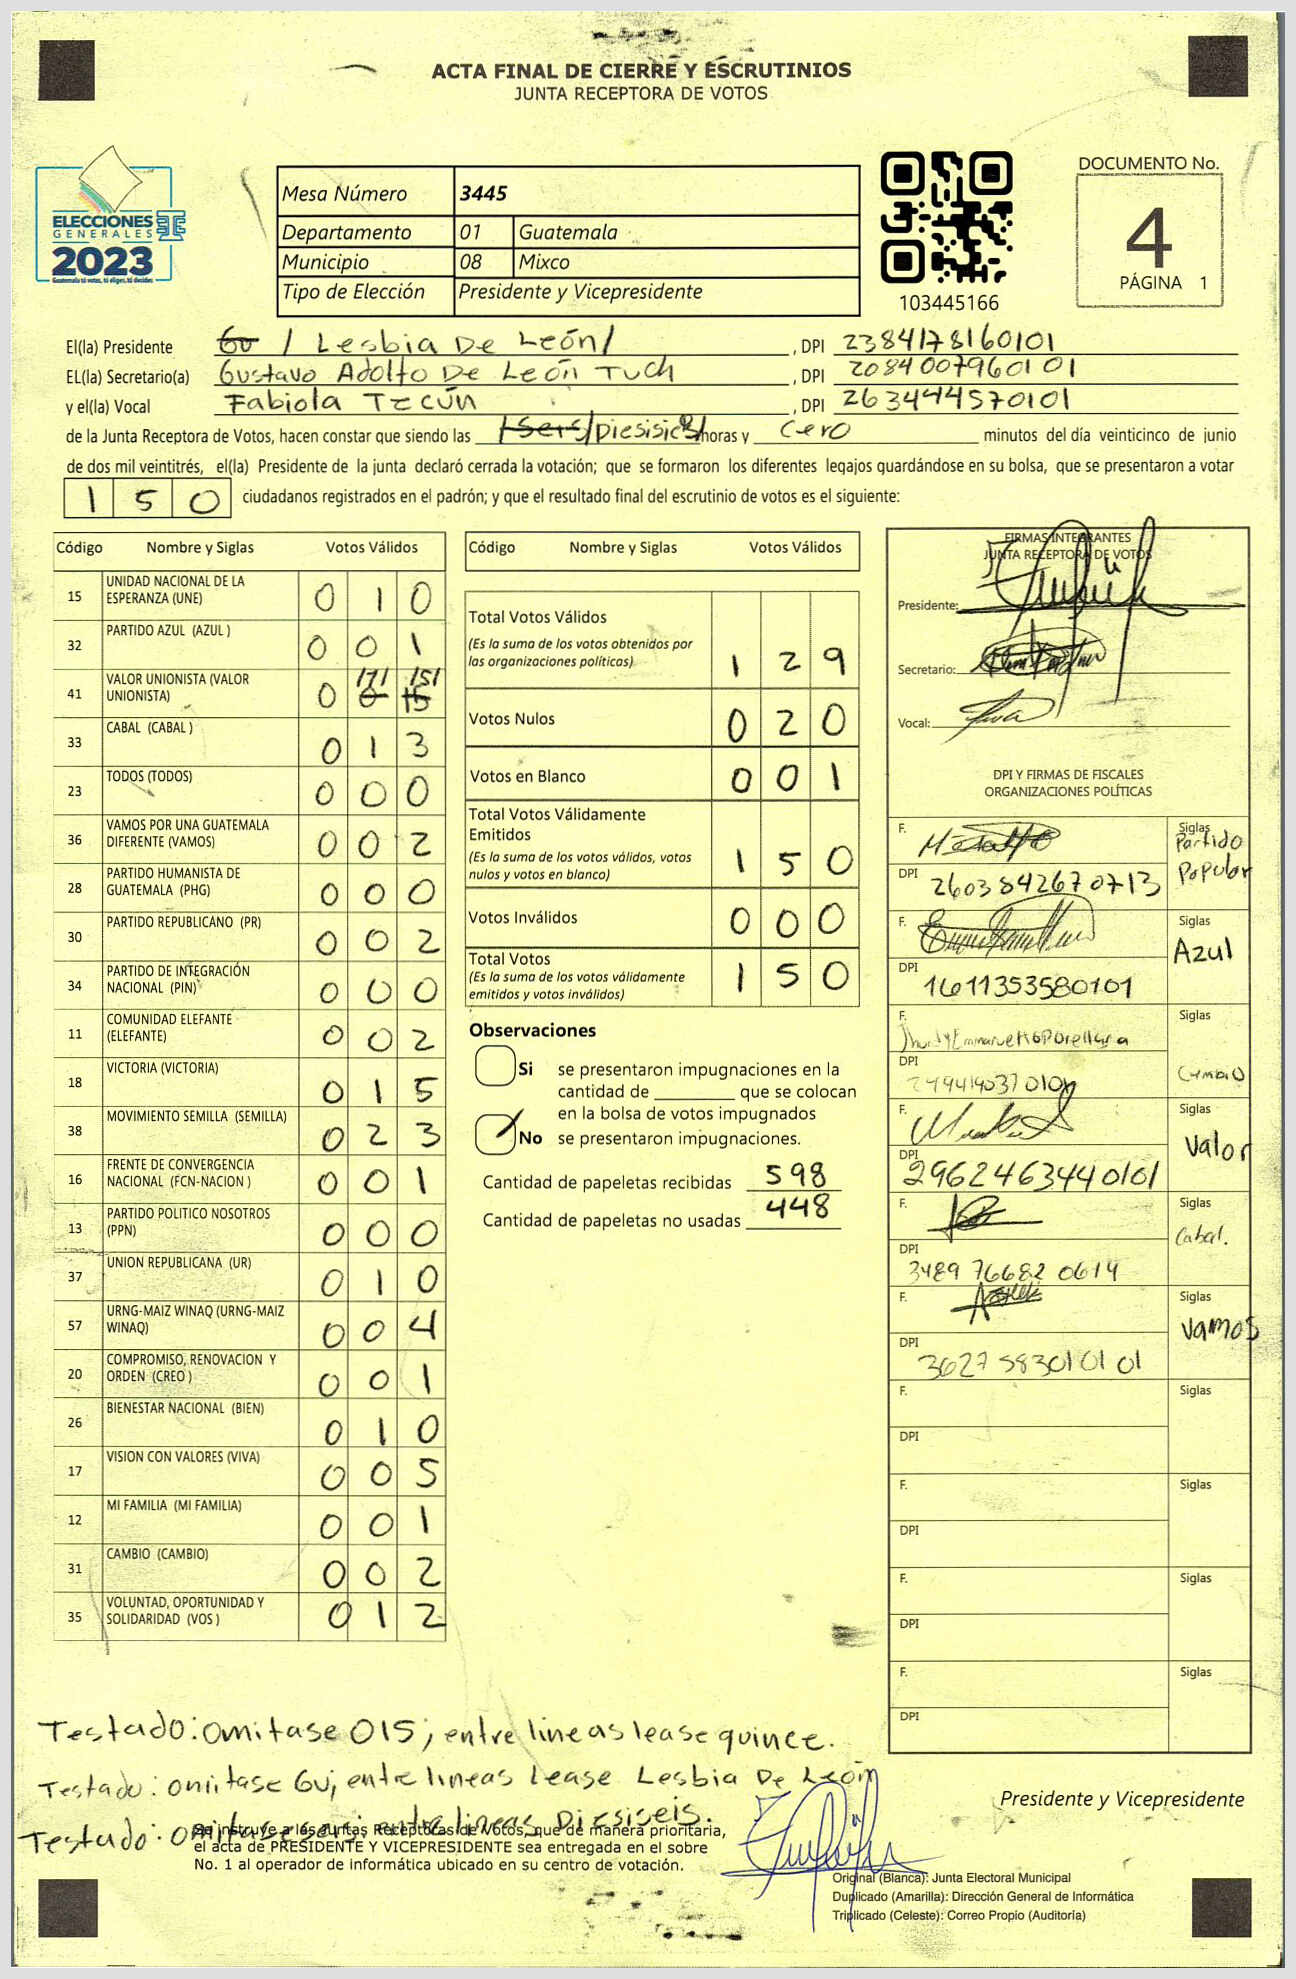 ACTA FINAL DE CIERRE Y ESCRUTINIOS
JUNTA RECEPTORA DE VOTOS
ELECCIONES
GENERALES
2023
Guatemala tú votas, tú eliges, tú decides
Mesa Número 3445
Departamento 01 Guatemala
Municipio 08 Mixco
Tipo de Elección Presidente y Vicepresidente
103445166
DOCUMENTO No.
4
PÁGINA 1
El(la) Presidente Gu / Lesbia De León/ , DPI 2384178160101
EL(la) Secretario(a) Gustavo Adolfo De León Tuch , DPI 2084007960101
y el(la) Vocal Fabiola Tzcún , DPI 2634444570101
de la Junta Receptora de Votos, hacen constar que siendo las /Seis/ horas y cero minutos del día veinticinco de junio
de dos mil veintitrés, el(la) Presidente de la junta declaró cerrada la votación; que se formaron los diferentes legajos guardándose en su bolsa, que se presentaron a votar
1 5 0 ciudadanos registrados en el padrón; y que el resultado final del escrutinio de votos es el siguiente:
Código Nombre y Siglas Votos Válidos
15 UNIDAD NACIONAL DE LA ESPERANZA (UNE) 0 1 0
32 PARTIDO AZUL (AZUL ) 0 0 1
41 VALOR UNIONISTA (VALOR UNIONISTA) 0 /1/ /5/
33 CABAL (CABAL ) 0 1 3
23 TODOS (TODOS) 0 0 0
36 VAMOS POR UNA GUATEMALA DIFERENTE (VAMOS) 0 0 2
28 PARTIDO HUMANISTA DE GUATEMALA (PHG) 0 0 0
30 PARTIDO REPUBLICANO (PR) 0 0 2
34 PARTIDO DE INTEGRACIÓN NACIONAL (PIN) 0 0 0
11 COMUNIDAD ELEFANTE (ELEFANTE) 0 0 2
18 VICTORIA (VICTORIA) 0 1 5
38 MOVIMIENTO SEMILLA (SEMILLA) 0 2 3
16 FRENTE DE CONVERGENCIA NACIONAL (FCN-NACION ) 0 0 1
13 PARTIDO POLITICO NOSOTROS (PPN) 0 0 0
37 UNION REPUBLICANA (UR) 0 1 0
57 URNG-MAIZ WINAQ (URNG-MAIZ WINAQ) 0 0 4
20 COMPROMISO, RENOVACION Y ORDEN (CREO ) 0 0 1
26 BIENESTAR NACIONAL (BIEN) 0 1 0
17 VISION CON VALORES (VIVA) 0 0 5
12 MI FAMILIA (MI FAMILIA) 0 0 1
31 CAMBIO (CAMBIO) 0 0 2
35 VOLUNTAD, OPORTUNIDAD Y SOLIDARIDAD (VOS ) 0 1 2
Código Nombre y Siglas Votos Válidos
Total Votos Válidos 1 2 9
(Es la suma de los votos obtenidos por
las organizaciones políticas)
Votos Nulos 0 2 0
Votos en Blanco 0 0 1
Total Votos Válidamente
Emitidos 1 5 0
(Es la suma de los votos válidos, votos
nulos y votos en blanco)
Votos Inválidos 0 0 0
Total Votos 1 5 0
(Es la suma de los votos válidamente
emitidos y votos inválidos)
Observaciones
Si se presentaron impugnaciones en la
cantidad de ________ que se colocan
en la bolsa de votos impugnados
No se presentaron impugnaciones.
Cantidad de papeletas recibidas 598
Cantidad de papeletas no usadas 448
FIRMAS INTEGRANTES
JUNTA RECEPTORA DE VOTOS
Presidente:
Secretario:
Vocal:
DPI Y FIRMAS DE FISCALES
ORGANIZACIONES POLÍTICAS
F. Siglas Partido Popular
DPI 2603842670713
F. Siglas Azul
DPI 1611353580101
F. Siglas Cambio
DPI
F. Siglas Valor
DPI 2962463440101
F. Siglas Cabal.
DPI 3489 76682 0614
F. Siglas Vamos
DPI 3627583010101
F. Siglas
DPI
F. Siglas
DPI
F. Siglas
DPI
F. Siglas
DPI
Testado: omitase 015; entre lineas lease quince.
Testado: omitase Gu; entre lineas Lease Lesbia De León
Testado: omitase seis; entre lineas Diesiseis.
Se instruye a las Juntas Receptoras de Votos, que de manera prioritaria,
el acta de PRESIDENTE Y VICEPRESIDENTE sea entregada en el sobre
No. 1 al operador de informática ubicado en su centro de votación.
Presidente y Vicepresidente
Original (Blanca): Junta Electoral Municipal
Duplicado (Amarilla): Dirección General de Informática
Triplicado (Celeste): Correo Propio (Auditoría)